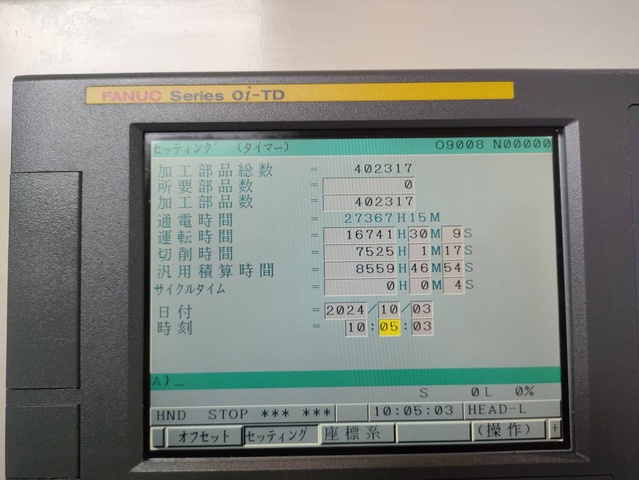 FANUC Series 0i-TD
セッティング (タイマー) O9008 N00000
加工部品総数 = 402317
所要部品数 = 0
加工部品数 = 402317
通電時間 = 27367H15M
運転時間 = 16741H30M 9S
切削時間 = 7525H 1M17S
汎用積算時間 = 8559H46M54S
サイクルタイム = 0H 0M 4S
日付 = 2024/10/03
時刻 = 10:05:03
A)_
S 0L 0%
HND STOP *** *** 10:05:03 HEAD-L
オフセット セッティング 座標系 (操作) +